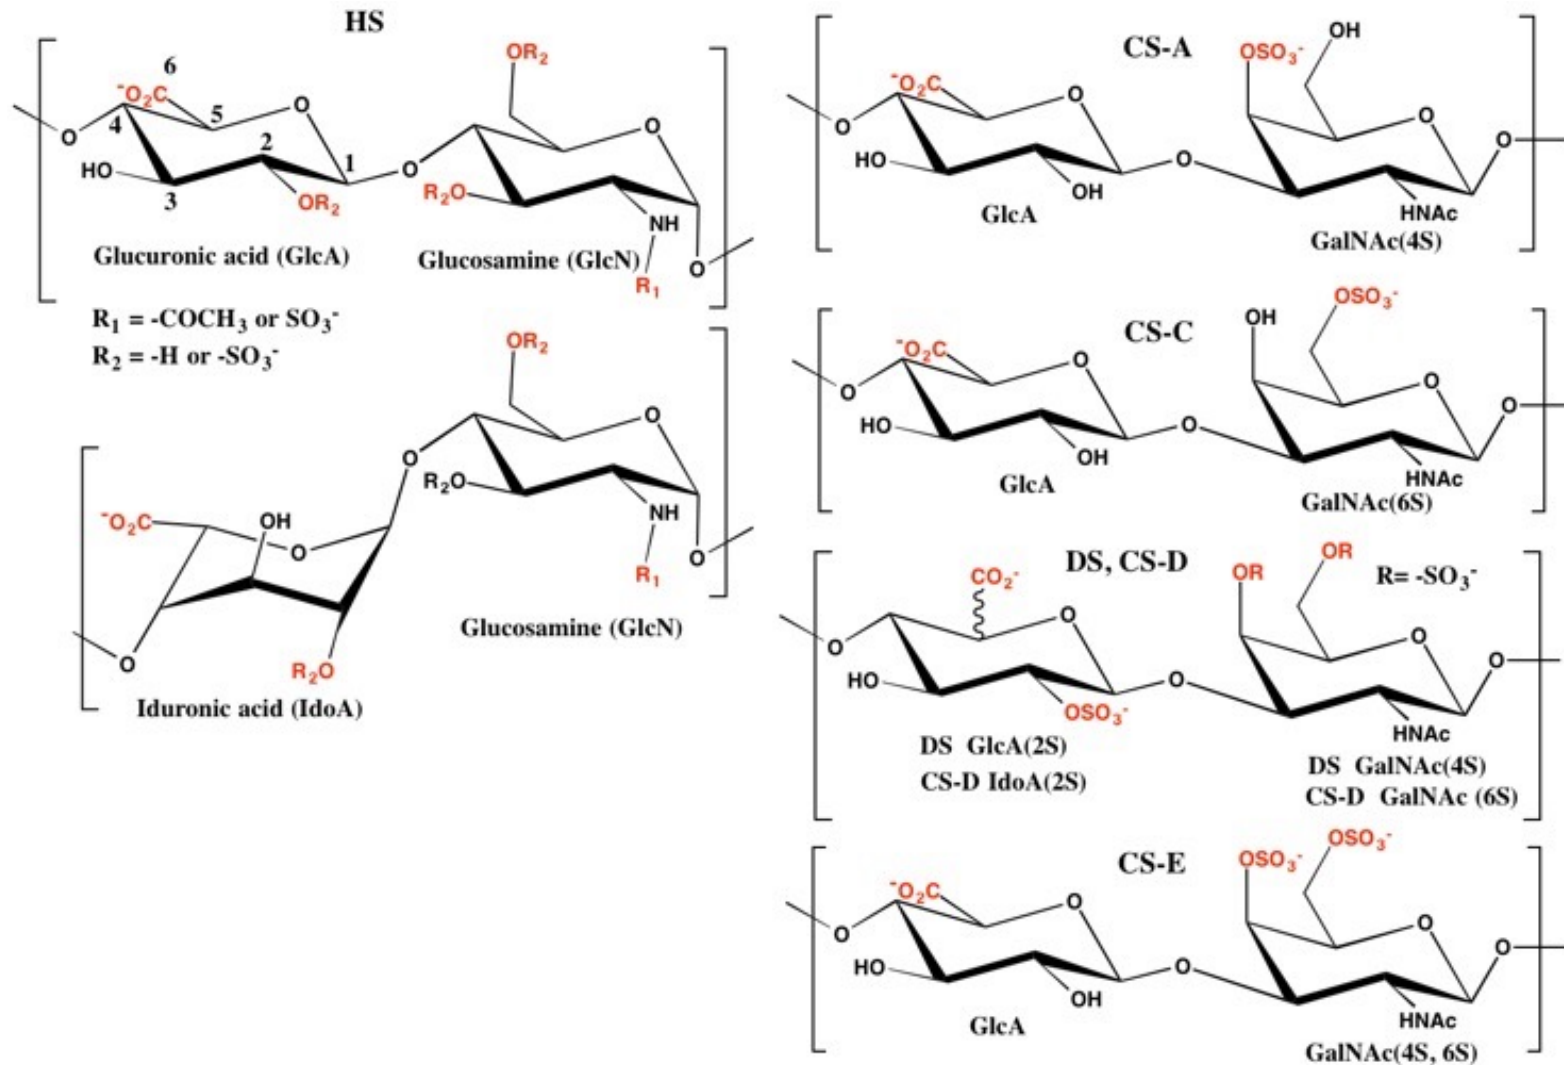 HS
OR₂
6
⁻O₂C
5
O
O
4
2
O
1
O
HO
R₂O
3
OR₂
NH
Glucuronic acid (GlcA)
Glucosamine (GlcN)
O
R₁
R₁ = -COCH₃ or SO₃⁻
R₂ = -H or -SO₃⁻
OR₂
O
O
R₂O
⁻O₂C
OH
NH
O
O
R₁
Glucosamine (GlcN)
O
R₂O
Iduronic acid (IdoA)
CS-A
OSO₃⁻
OH
⁻O₂C
O
O
O
O
HO
O
OH
HNAc
GlcA
GalNAc(4S)
CS-C
OSO₃⁻
OH
⁻O₂C
O
O
O
O
HO
O
OH
HNAc
GlcA
GalNAc(6S)
DS, CS-D
OR
OR
R= -SO₃⁻
CO₂⁻
O
O
O
O
HO
O
OSO₃⁻
HNAc
DS GlcA(2S)
CS-D IdoA(2S)
DS GalNAc(4S)
CS-D GalNAc (6S)
CS-E
OSO₃⁻
OSO₃⁻
⁻O₂C
O
O
O
O
HO
O
OH
HNAc
GlcA
GalNAc(4S, 6S)